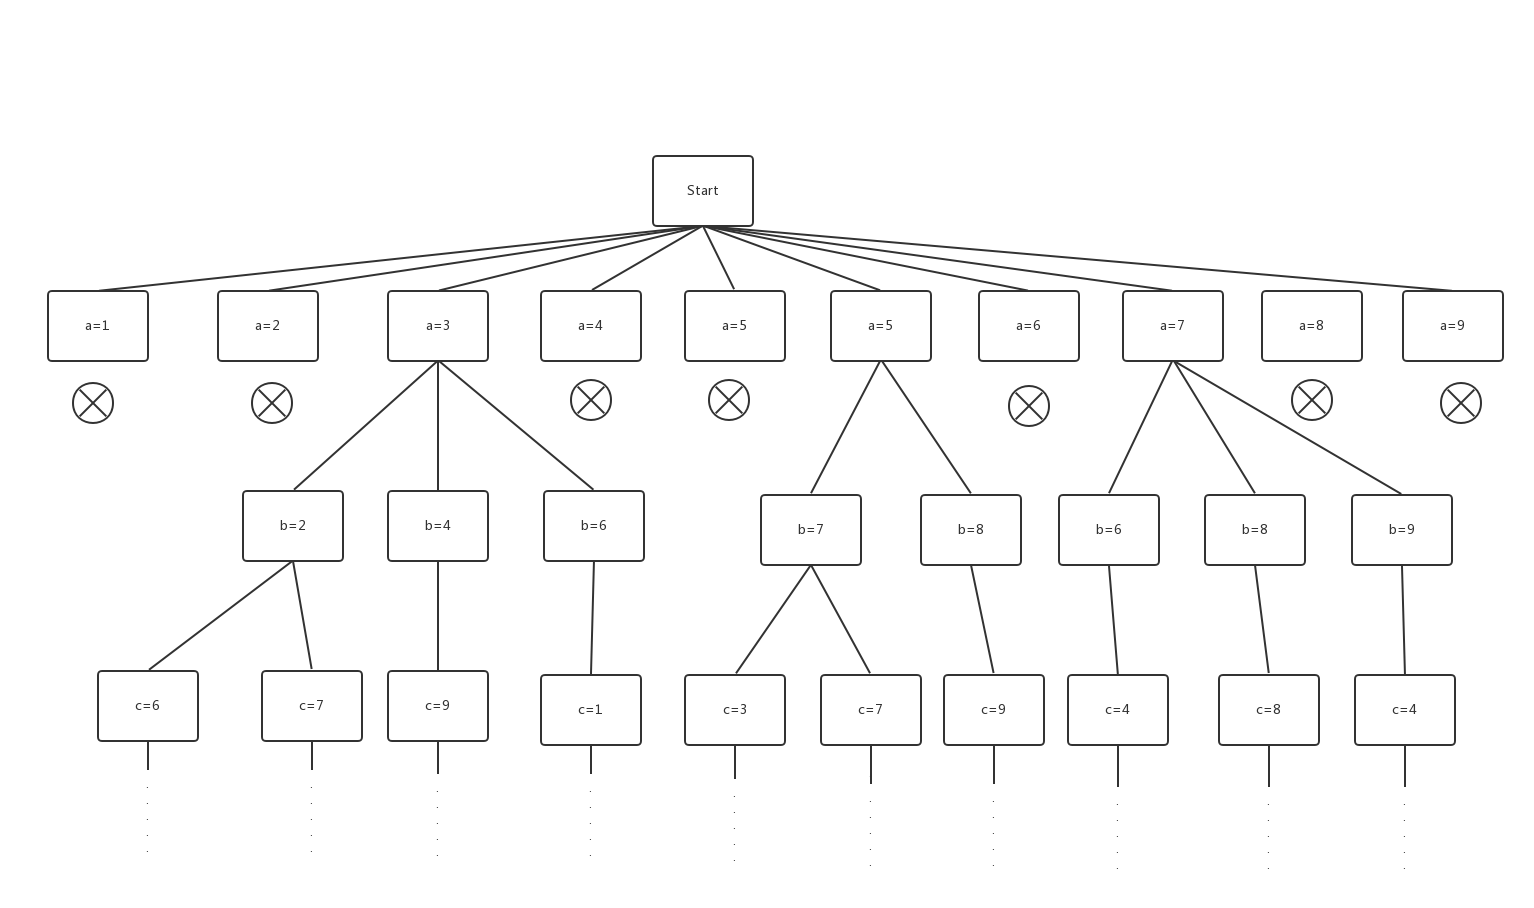 Start
a=1
a=2
a=3
a=4
a=5
a=5
a=6
a=7
a=8
a=9
b=2
b=4
b=6
b=7
b=8
b=6
b=8
b=9
c=6
c=7
c=9
c=1
c=3
c=7
c=9
c=4
c=8
c=4